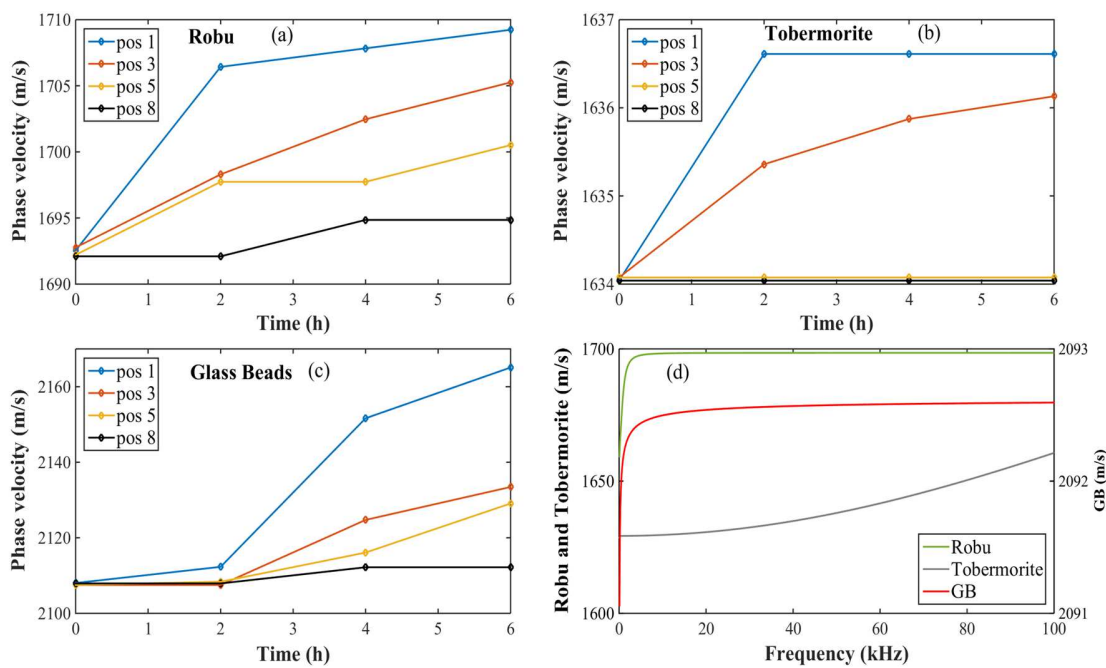 Robu (a)
pos 1
pos 3
pos 5
pos 8
Phase velocity (m/s)
1710
1705
1700
1695
1690
0 1 2 3 4 5 6
Time (h)
Tobermorite (b)
pos 1
pos 3
pos 5
pos 8
Phase velocity (m/s)
1637
1636
1635
1634
0 1 2 3 4 5 6
Time (h)
Glass Beads (c)
pos 1
pos 3
pos 5
pos 8
Phase velocity (m/s)
2160
2140
2120
2100
0 1 2 3 4 5 6
Time (h)
(d)
Robu and Tobermorite (m/s)
1700
1650
1600
2093
2092
2091
GB (m/s)
Robu
Tobermorite
GB
0 20 40 60 80 100
Frequency (kHz)